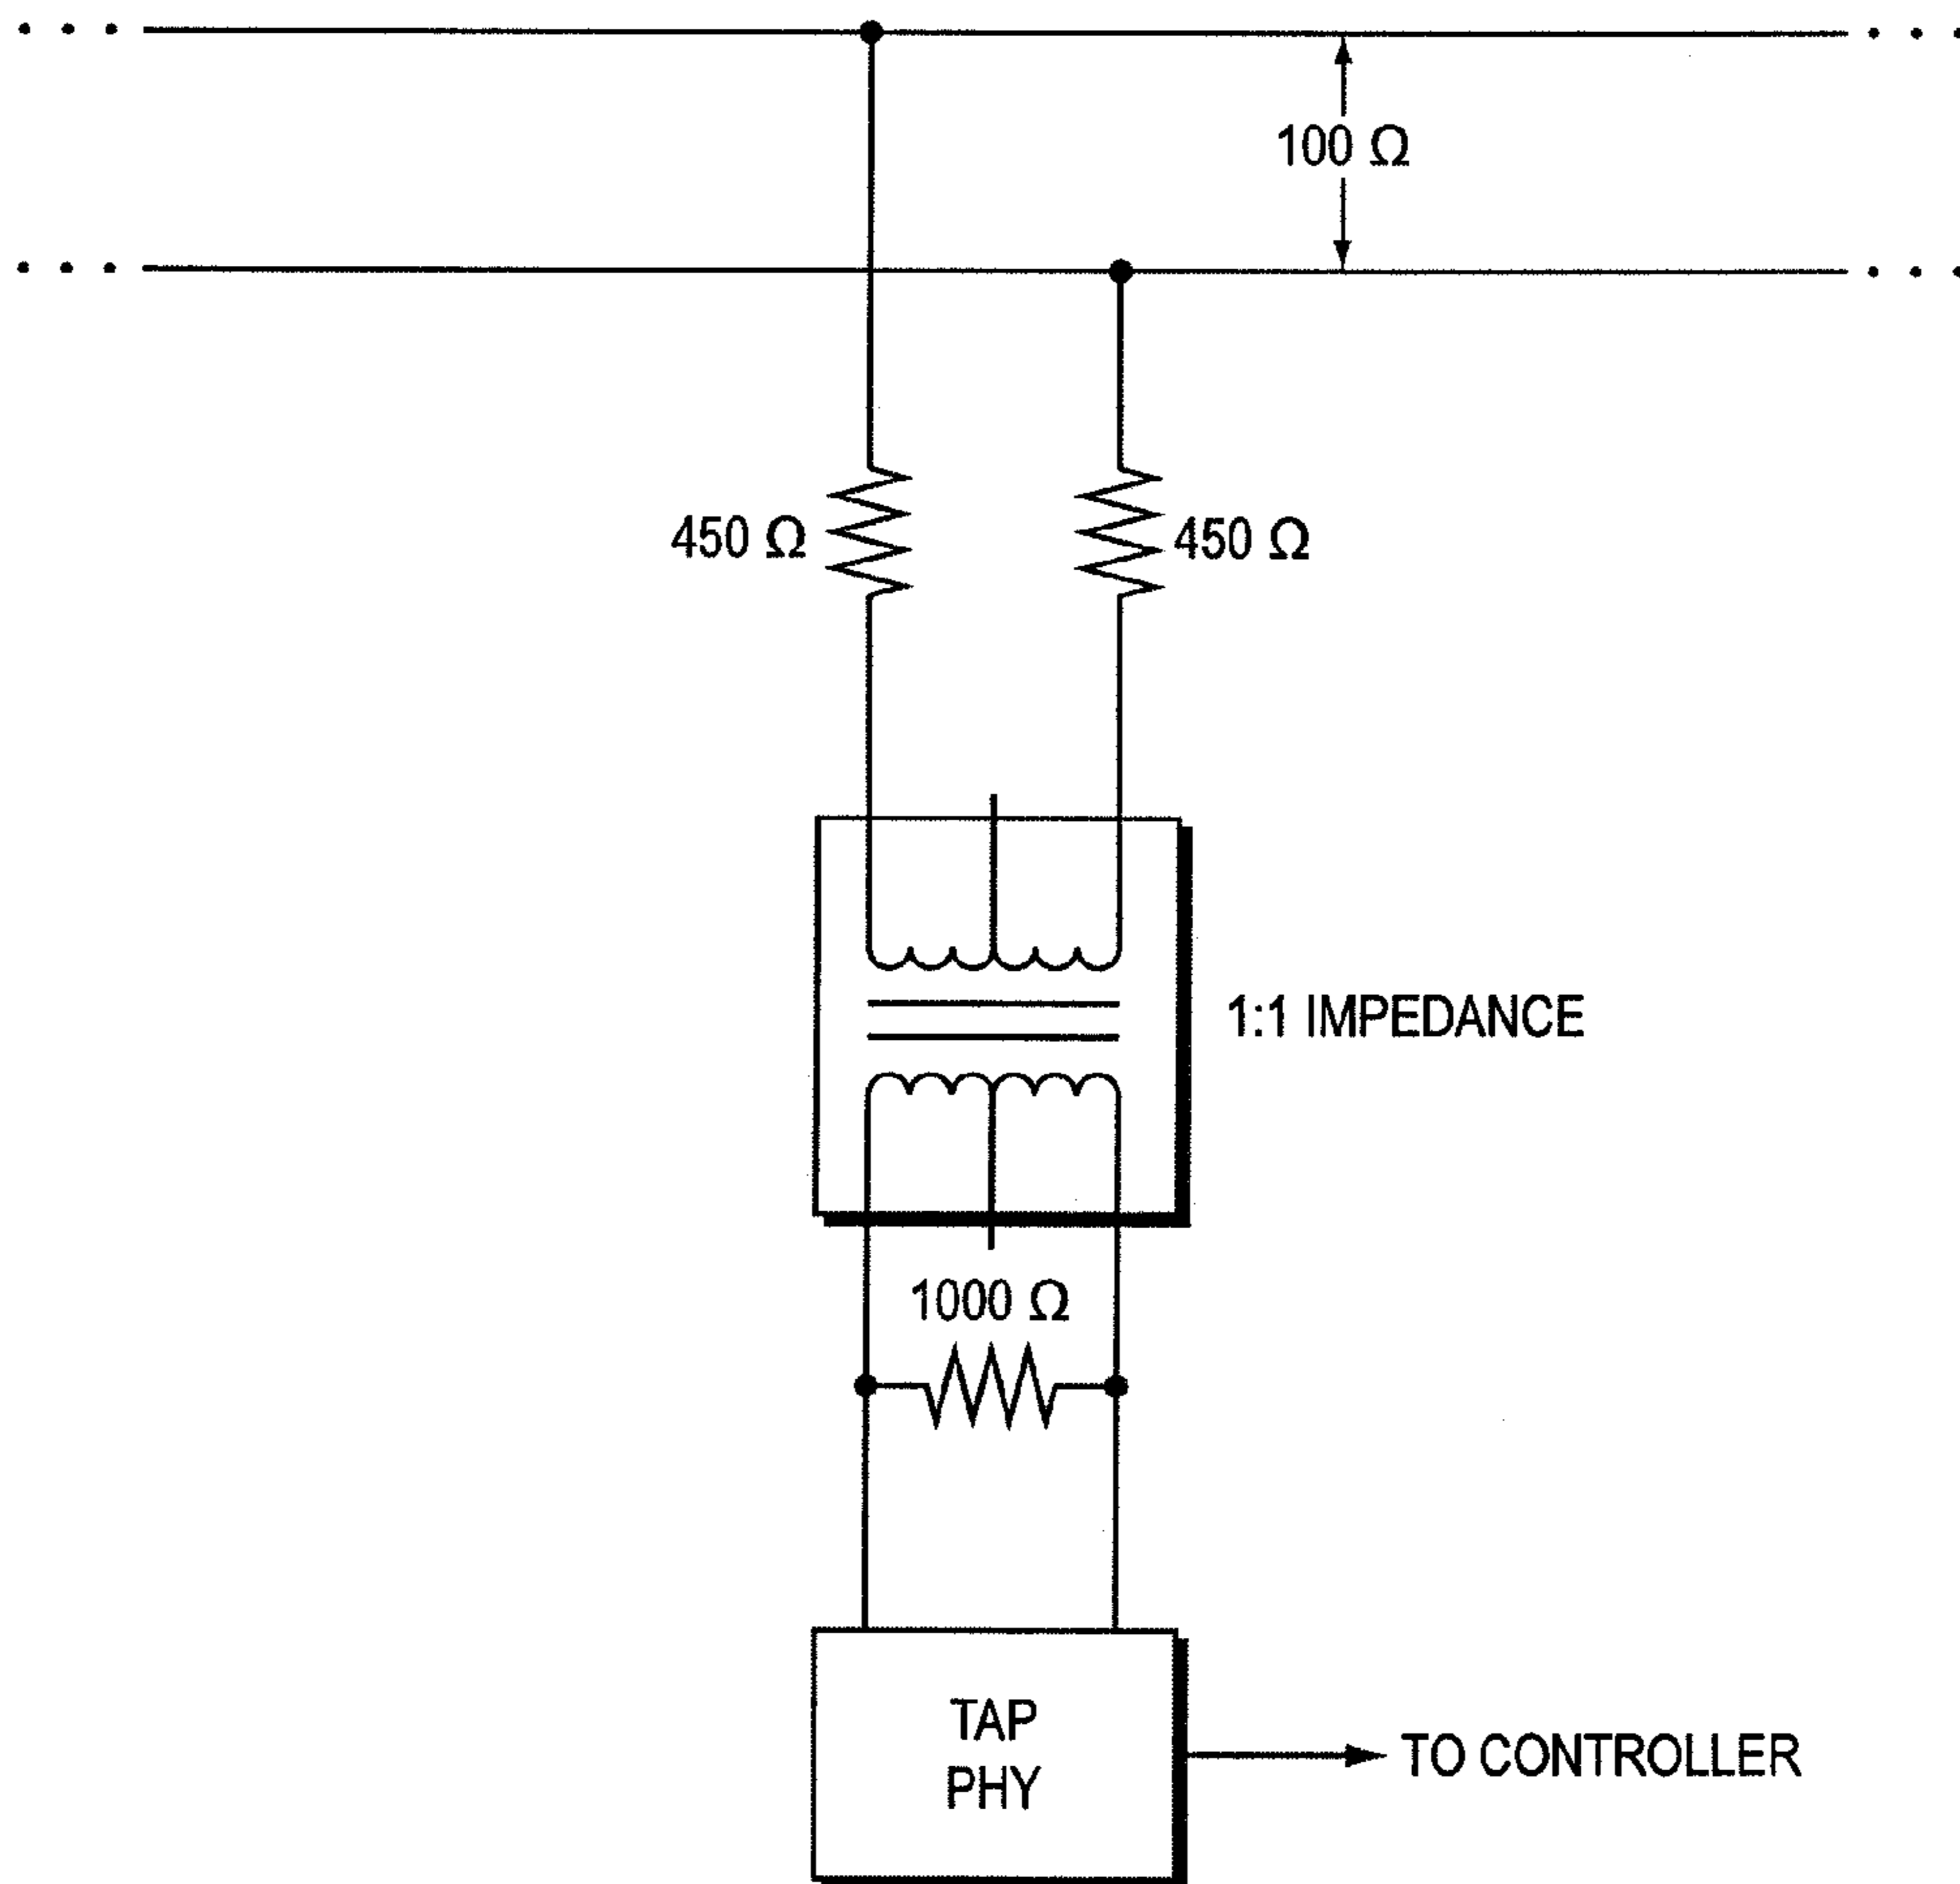 100 Ω
450 Ω
450 Ω
1:1 IMPEDANCE
1000 Ω
TAP
PHY
TO CONTROLLER